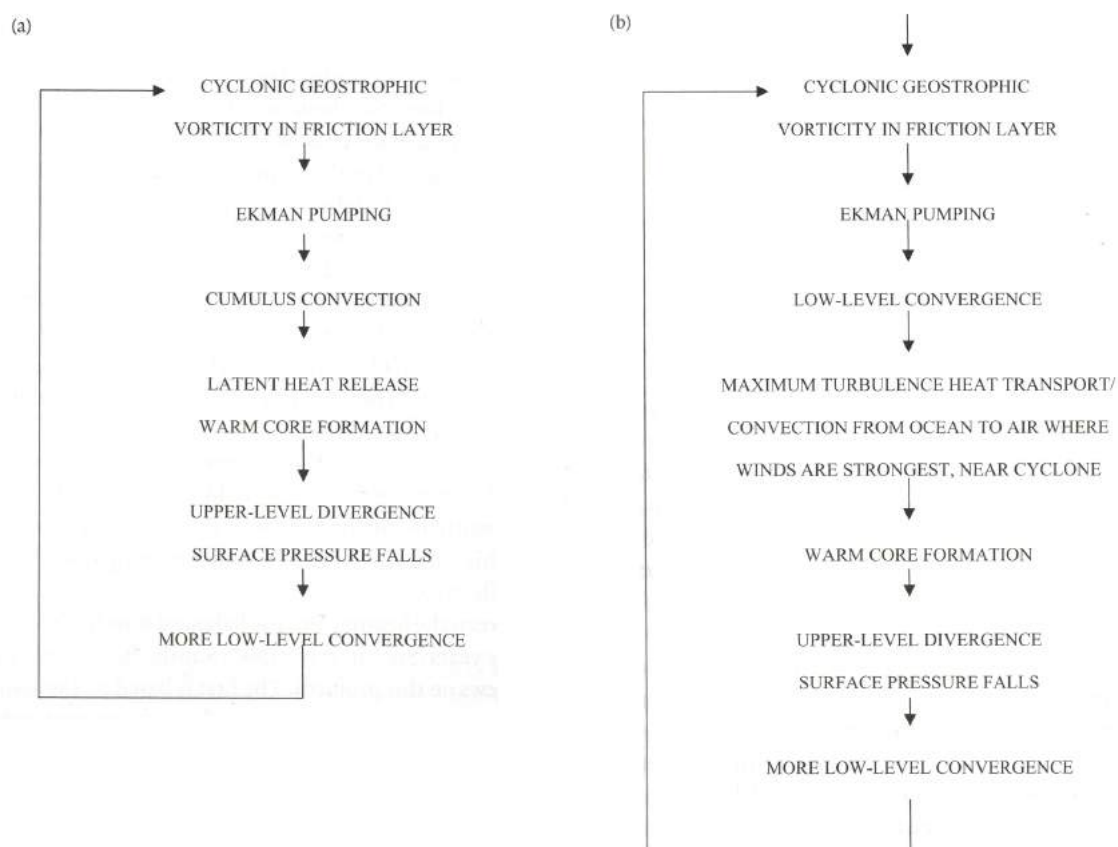 (a)
CYCLONIC GEOSTROPHIC
VORTICITY IN FRICTION LAYER
EKMAN PUMPING
CUMULUS CONVECTION
LATENT HEAT RELEASE
WARM CORE FORMATION
UPPER-LEVEL DIVERGENCE
SURFACE PRESSURE FALLS
MORE LOW-LEVEL CONVERGENCE
(b)
CYCLONIC GEOSTROPHIC
VORTICITY IN FRICTION LAYER
EKMAN PUMPING
LOW-LEVEL CONVERGENCE
MAXIMUM TURBULENCE HEAT TRANSPORT/
CONVECTION FROM OCEAN TO AIR WHERE
WINDS ARE STRONGEST, NEAR CYCLONE
WARM CORE FORMATION
UPPER-LEVEL DIVERGENCE
SURFACE PRESSURE FALLS
MORE LOW-LEVEL CONVERGENCE